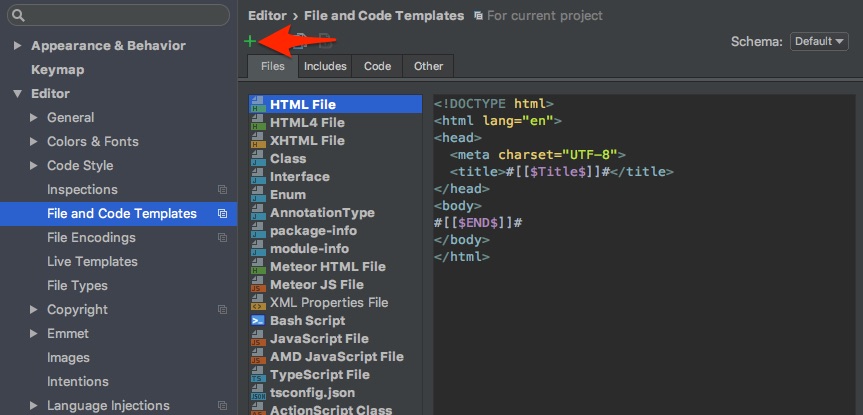 Editor › File and Code Templates For current project
Schema: Default
Files Includes Code Other
Appearance & Behavior
Keymap
Editor
General
Colors & Fonts
Code Style
Inspections
File and Code Templates
File Encodings
Live Templates
File Types
Copyright
Emmet
Images
Intentions
Language Injections
HTML File
HTML4 File
XHTML File
Class
Interface
Enum
AnnotationType
package-info
module-info
Meteor HTML File
Meteor JS File
XML Properties File
Bash Script
JavaScript File
AMD JavaScript File
TypeScript File
tsconfig.json
ActionScript Class
<!DOCTYPE html>
<html lang="en">
<head>
  <meta charset="UTF-8">
  <title>#[[$Title$]]#</title>
</head>
<body>
#[[$END$]]#
</body>
</html>